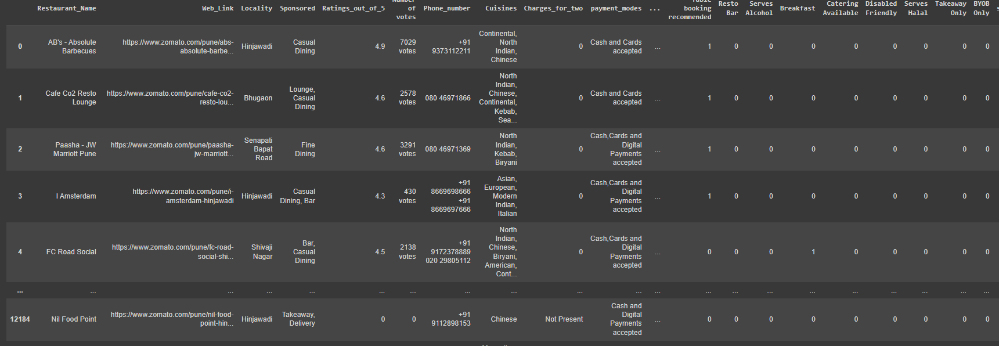 Restaurant_Name Web_Link Locality Sponsored Ratings_out_of_5 Number of votes Phone_number Cuisines Charges_for_two payment_modes ... Table booking recommended Resto Bar Serves Alcohol Breakfast Catering Available Disabled Friendly Serves Halal Takeaway Only BYOB Only
0 AB's - Absolute Barbecues https://www.zomato.com/pune/abs-absolute-barbe... Hinjawadi Casual Dining 4.9 7029 votes +91 9373112211 Continental, North Indian, Chinese 0 Cash and Cards accepted ... 1 0 0 0 0 0 0 0 0
1 Cafe Co2 Resto Lounge https://www.zomato.com/pune/cafe-co2-resto-lou... Bhugaon Lounge, Casual Dining 4.6 2578 votes 080 46971866 North Indian, Chinese, Continental, Kebab, Sea... 0 Cash and Cards accepted ... 1 0 0 0 0 0 0 0 0
2 Paasha - JW Marriott Pune https://www.zomato.com/pune/paasha-jw-marriott... Senapati Bapat Road Fine Dining 4.6 3291 votes 080 46971369 North Indian, Kebab, Biryani 0 Cash,Cards and Digital Payments accepted ... 1 0 0 0 0 0 0 0 0
3 I Amsterdam https://www.zomato.com/pune/i-amsterdam-hinjawadi Hinjawadi Casual Dining, Bar 4.3 430 votes +91 8669698666 +91 8669697666 Asian, European, Modern Indian, Italian 0 Cash,Cards and Digital Payments accepted ... 1 0 0 0 0 0 0 0 0
4 FC Road Social https://www.zomato.com/pune/fc-road-social-shi... Shivaji Nagar Bar, Casual Dining 4.5 2138 votes +91 9172378889 020 29805112 North Indian, Chinese, Biryani, American, Cont... 0 Cash,Cards and Digital Payments accepted ... 0 0 0 1 0 0 0 0 0
... ... ... ... ... ... ... ... ... ... ... ... ... ... ... ... ... ... ... ... ...
12184 Nil Food Point https://www.zomato.com/pune/nil-food-point-hin... Hinjawadi Takeaway, Delivery 0 0 +91 9112898153 Chinese Not Present Cash and Digital Payments accepted ... 0 0 0 0 0 0 0 0 0